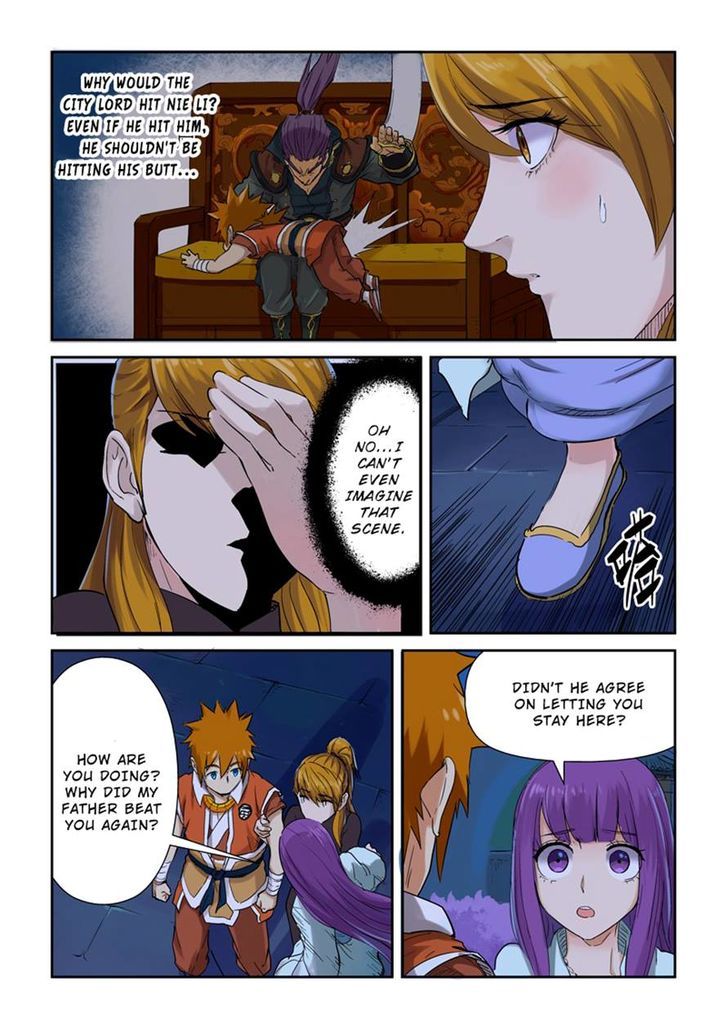 WHY WOULD THE
CITY LORD HIT NIE LI?
EVEN IF HE HIT HIM,
HE SHOULDN'T BE
HITTING HIS BUTT...
OH
NO...I
CAN'T
EVEN
IMAGINE
THAT
SCENE.
嗒
HOW ARE
YOU DOING?
WHY DID MY
FATHER BEAT
YOU AGAIN?
DIDN'T HE AGREE
ON LETTING YOU
STAY HERE?